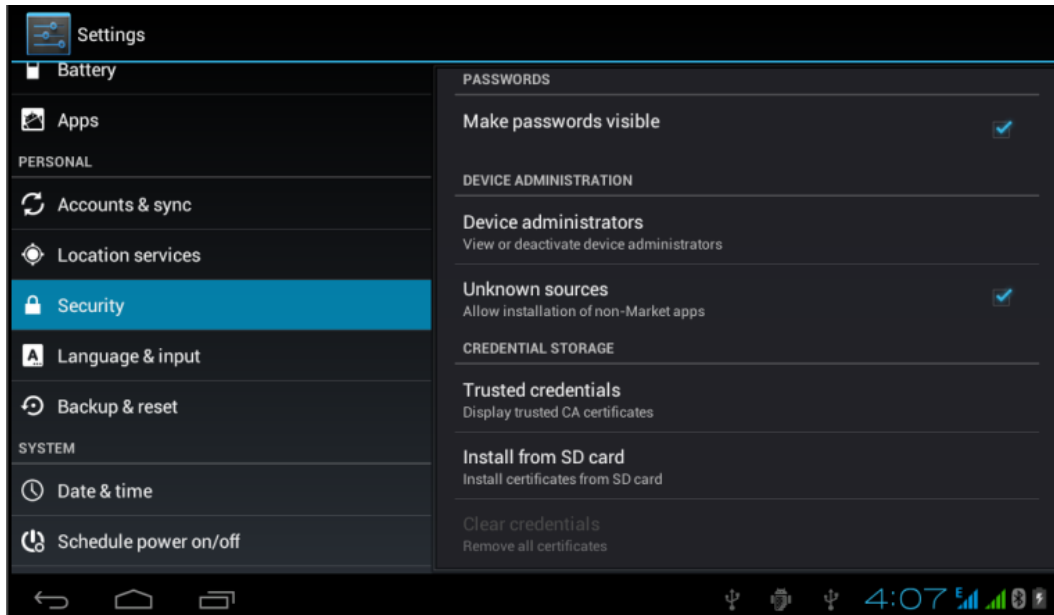 Settings
Battery
Apps
PERSONAL
Accounts & sync
Location services
Security
Language & input
Backup & reset
SYSTEM
Date & time
Schedule power on/off
PASSWORDS
Make passwords visible
DEVICE ADMINISTRATION
Device administrators
View or deactivate device administrators
Unknown sources
Allow installation of non-Market apps
CREDENTIAL STORAGE
Trusted credentials
Display trusted CA certificates
Install from SD card
Install certificates from SD card
Clear credentials
Remove all certificates
4:07 E